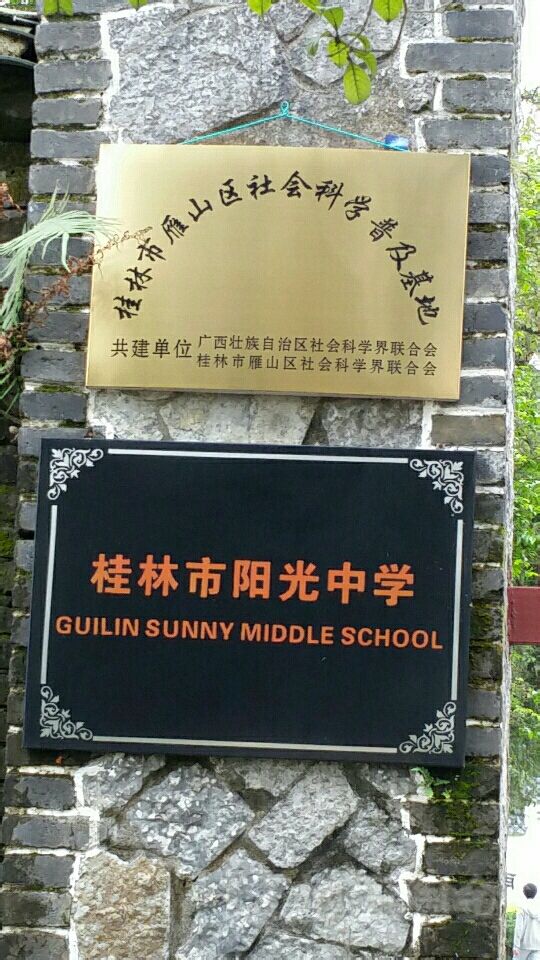 桂林市雁山区社会科学普及基地
共建单位 广西壮族自治区社会科学界联合会
桂林市雁山区社会科学界联合会
桂林市阳光中学
GUILIN SUNNY MIDDLE SCHOOL